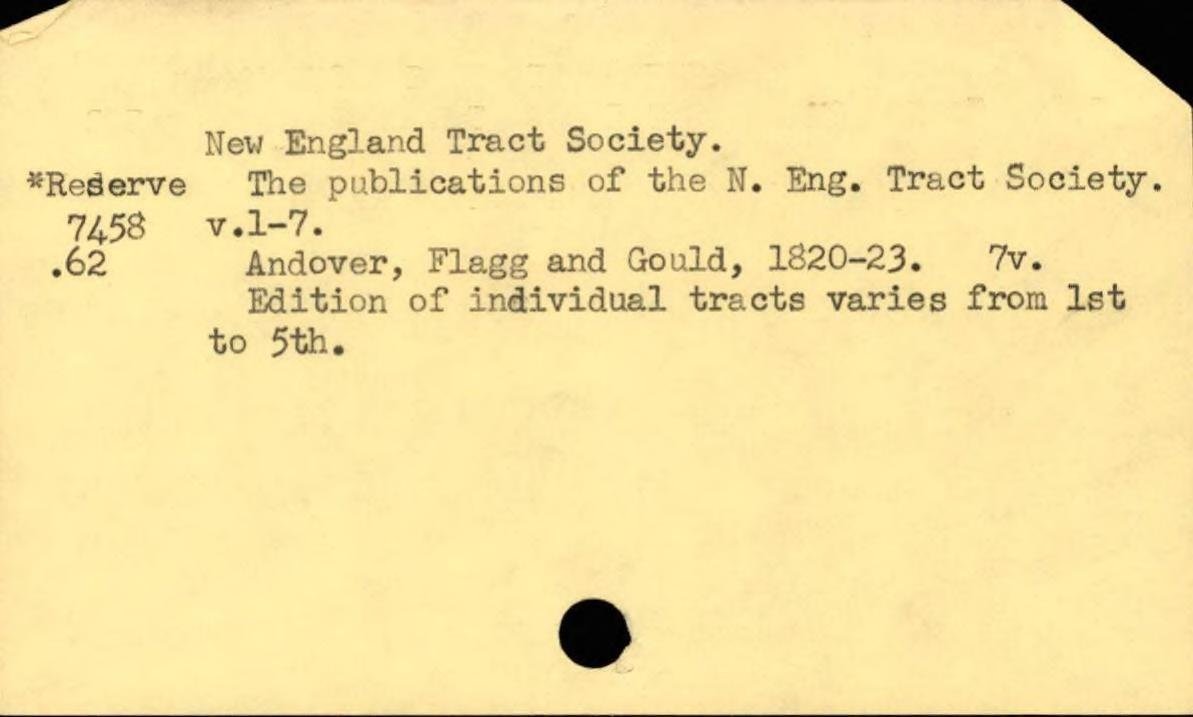 New England Tract Society.
*Reserve The publications of the N. Eng. Tract Society.
7458 v.1-7.
.62 Andover, Flagg and Gould, 1820-23. 7v.
Edition of individual tracts varies from 1st
to 5th.